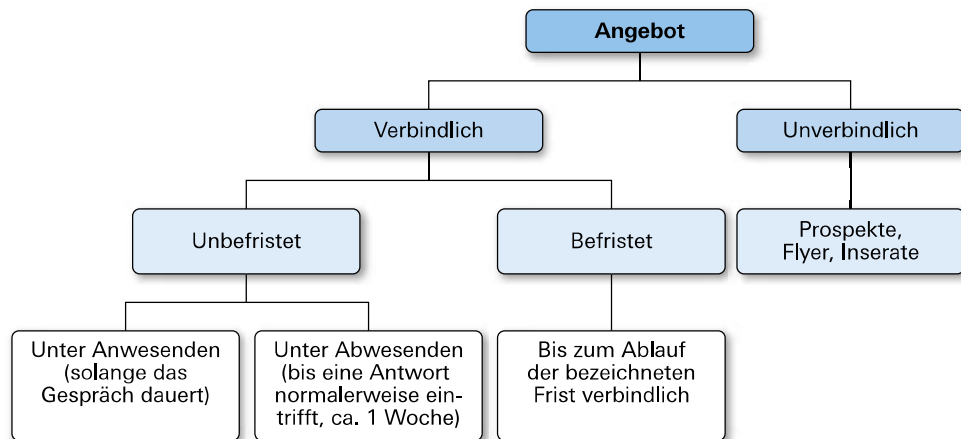 Angebot
Verbindlich
Unverbindlich
Unbefristet
Befristet
Prospekte,
Flyer, Inserate
Unter Anwesenden
(solange das
Gespräch dauert)
Unter Abwesenden
(bis eine Antwort
normalerweise ein-
trifft, ca. 1 Woche)
Bis zum Ablauf
der bezeichneten
Frist verbindlich